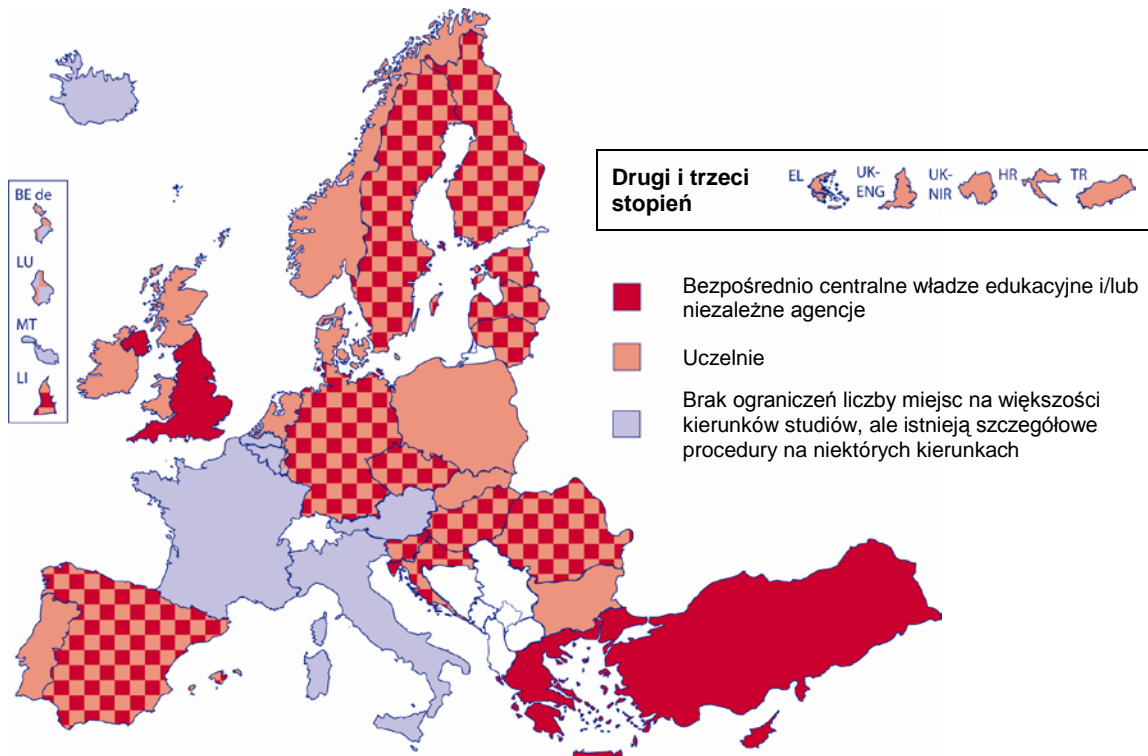 BE de
LU
MT
LI
Drugi i trzeci
stopień
EL
UK-
ENG
UK-
NIR
HR
TR
Bezpośrednio centralne władze edukacyjne i/lub
niezależne agencje
Uczelnie
Brak ograniczeń liczby miejsc na większości
kierunków studiów, ale istnieją szczegółowe
procedury na niektórych kierunkach